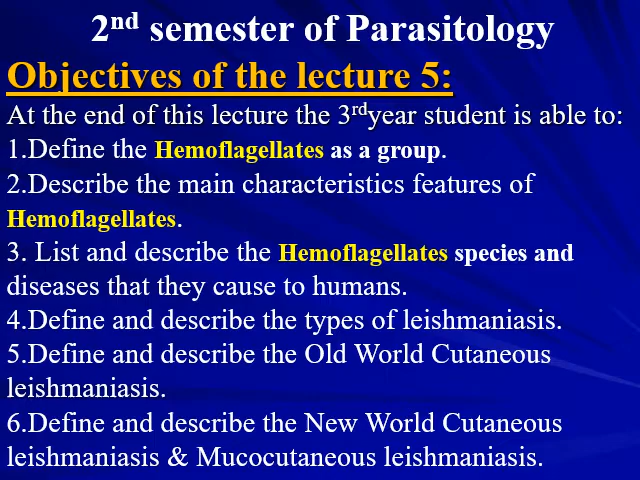 2nd semester of Parasitology
Objectives of the lecture 5:
At the end of this lecture the 3rdyear student is able to:
1.Define the Hemoflagellates as a group.
2.Describe the main characteristics features of
Hemoflagellates.
3. List and describe the Hemoflagellates species and
diseases that they cause to humans.
4.Define and describe the types of leishmaniasis.
5.Define and describe the Old World Cutaneous
leishmaniasis.
6.Define and describe the New World Cutaneous
leishmaniasis & Mucocutaneous leishmaniasis.